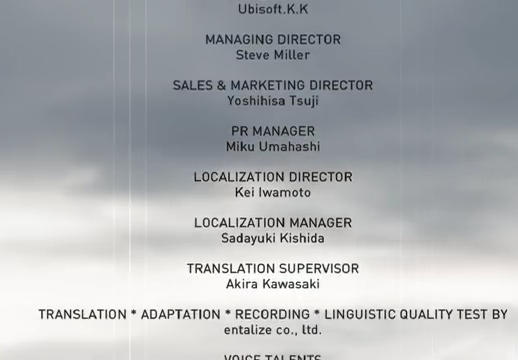 Ubisoft.K.K
MANAGING DIRECTOR
Steve Miller
SALES & MARKETING DIRECTOR
Yoshihisa Tsuji
PR MANAGER
Miku Umahashi
LOCALIZATION DIRECTOR
Kei Iwamoto
LOCALIZATION MANAGER
Sadayuki Kishida
TRANSLATION SUPERVISOR
Akira Kawasaki
TRANSLATION * ADAPTATION * RECORDING * LINGUISTIC QUALITY TEST BY
entalize co., ltd.
VOICE TALENTS